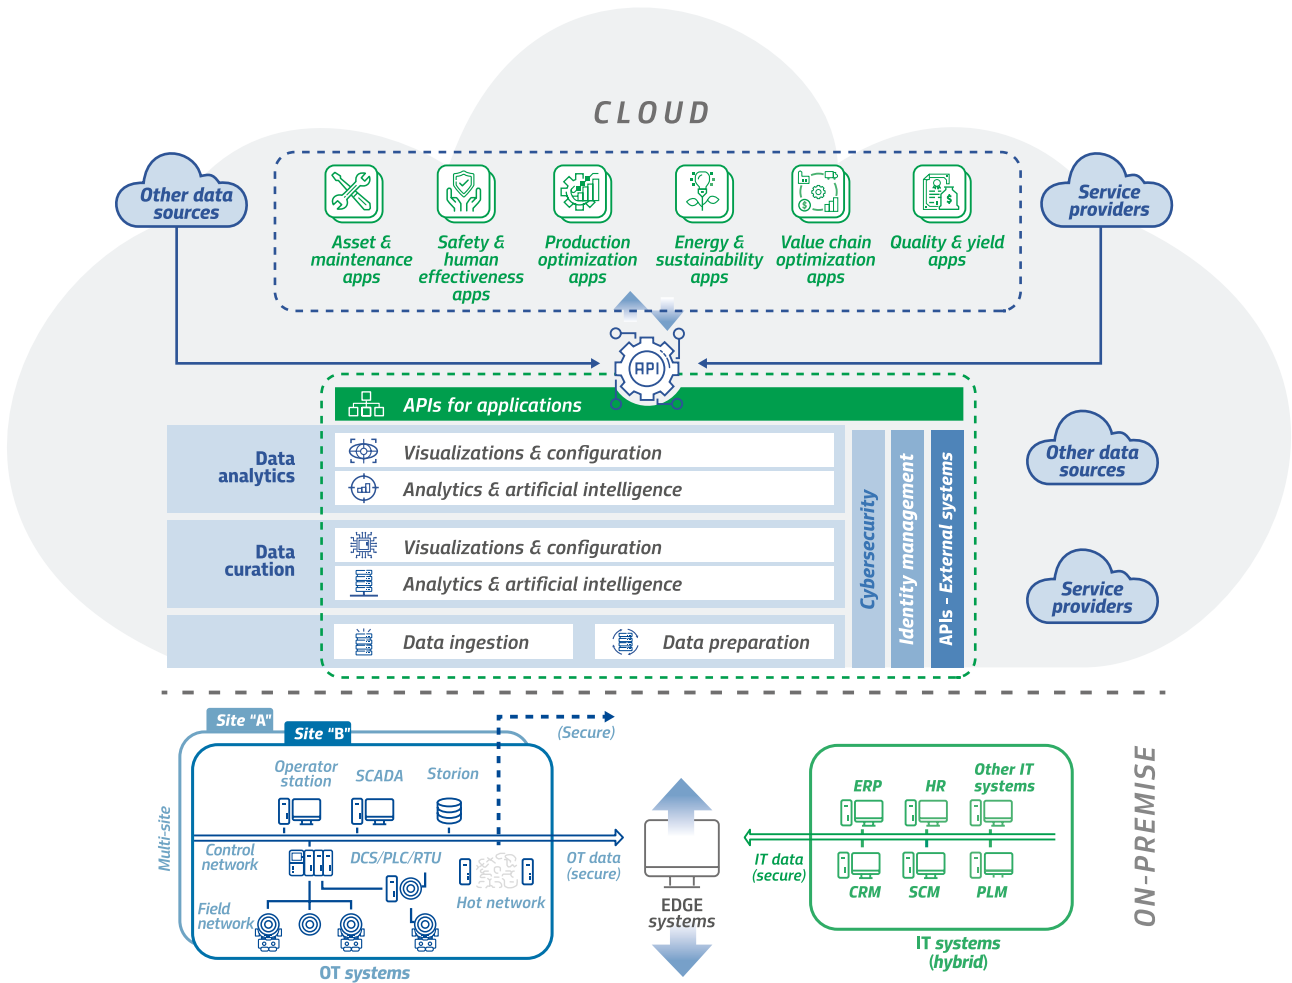 CLOUD
Other data
sources
Service
providers
Asset &
maintenance
apps
Safety &
human
effectiveness
apps
Production
optimization
apps
Energy &
sustainability
apps
Value chain
optimization
apps
Quality & yield
apps
API
APIs for applications
Data
analytics
Visualizations & configuration
Analytics & artificial intelligence
Data
curation
Visualizations & configuration
Analytics & artificial intelligence
Data ingestion
Data preparation
Cybersecurity
Identity management
APIs - External systems
Other data
sources
Service
providers
Site "A"
Site "B"
(Secure)
Multi-site
Operator
station
SCADA
Storion
Control
network
DCS/PLC/RTU
Hot network
Field
network
OT systems
OT data
(secure)
EDGE
systems
IT data
(secure)
ERP
HR
Other IT
systems
CRM
SCM
PLM
IT systems
(hybrid)
ON-PREMISE